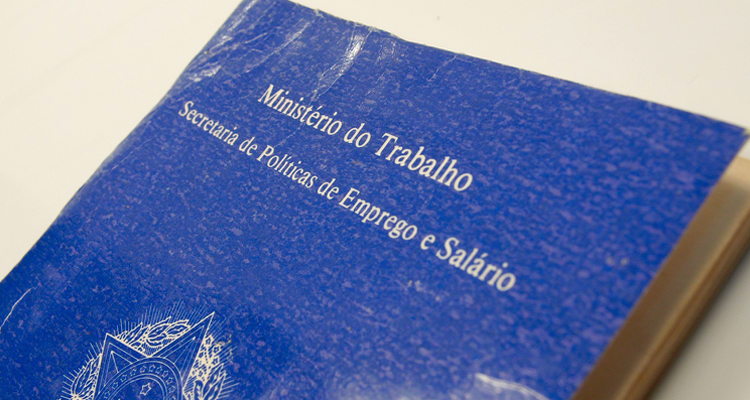 Ministério do Trabalho
Secretaria de Políticas de Emprego e Salário